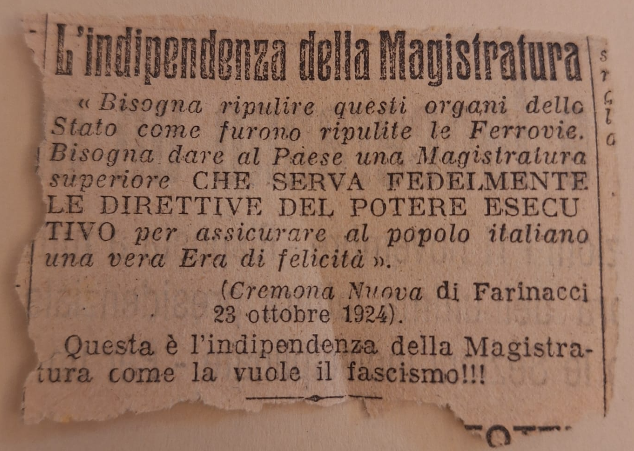 L'indipendenza della Magistratura
« Bisogna ripulire questi organi dello
Stato come furono ripulite le Ferrovie.
Bisogna dare al Paese una Magistratura
superiore CHE SERVA FEDELMENTE
LE DIRETTIVE DEL POTERE ESECU
TIVO per assicurare al popolo italiano
una vera Era di felicità ».
(Cremona Nuova di Farinacci
23 ottobre 1924).
Questa è l'indipendenza della Magistra-
tura come la vuole il fascismo!!!